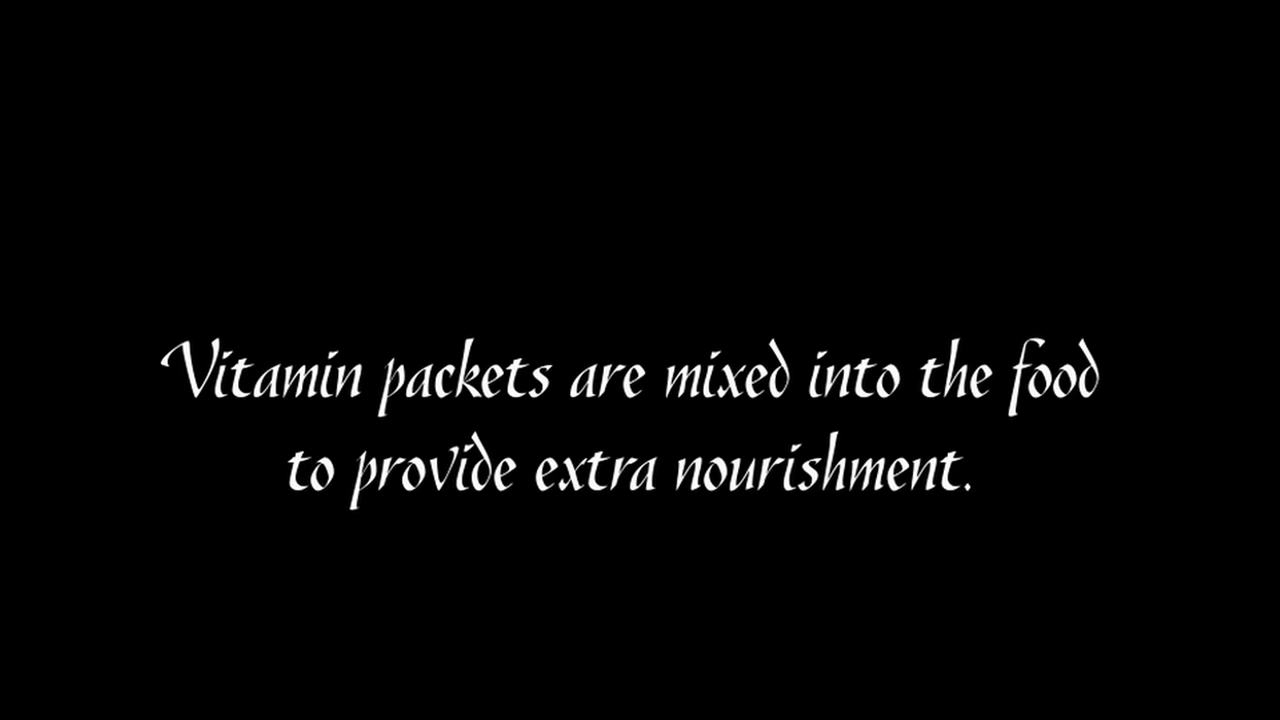 Vitamin packets are mixed into the food
to provide extra nourishment.